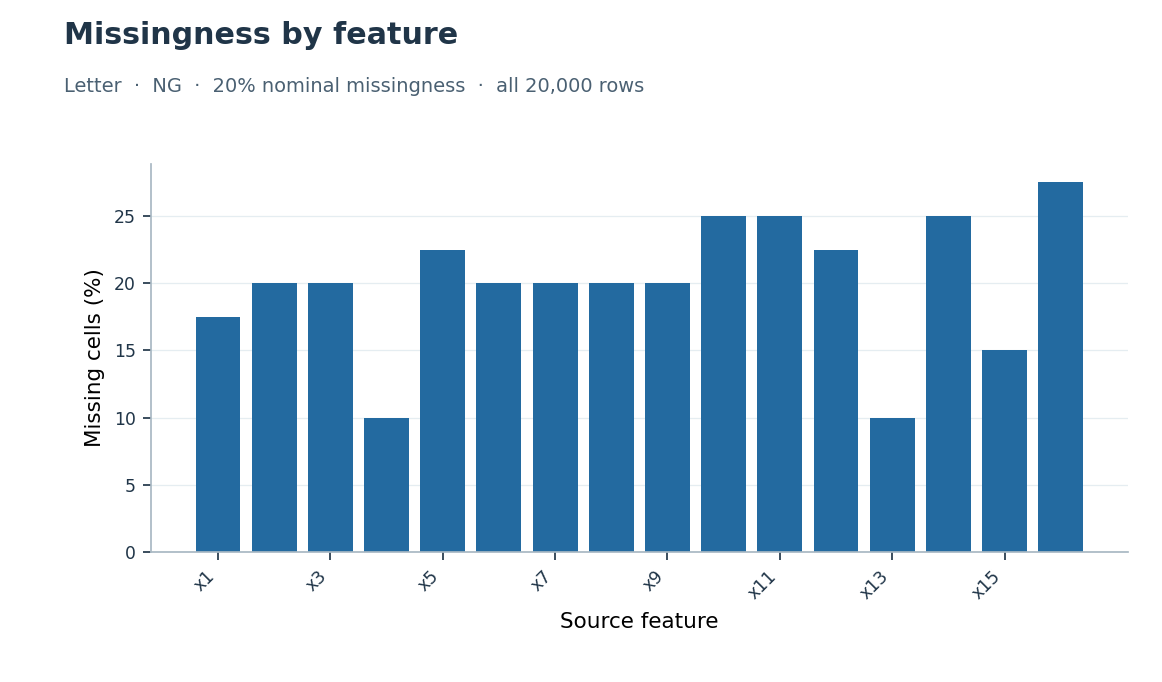 Missingness by feature
Letter · NG · 20% nominal missingness · all 20,000 rows
Missing cells (%)
25
20
15
10
5
0
x1
x3
x5
x7
x9
x11
x13
x15
Source feature